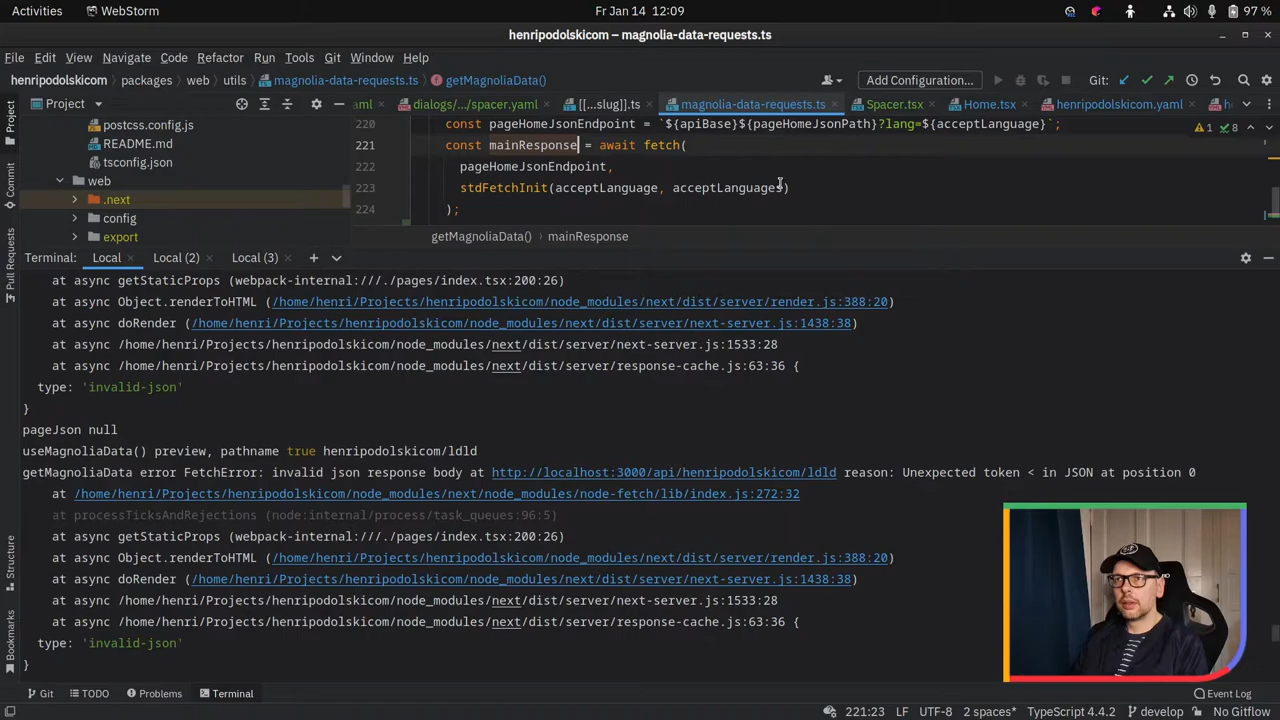 Activities WebStorm Fr Jan 14 12:09 97 %
henripodolskicom – magnolia-data-requests.ts
File Edit View Navigate Code Refactor Run Tools Git Window Help
henripodolskicom packages web utils magnolia-data-requests.ts getMagnoliaData() Add Configuration... Git:
Project aml dialogs/.../spacer.yaml [[...slug]].ts magnolia-data-requests.ts Spacer.tsx Home.tsx henripodolskicom.yaml
postcss.config.js
README.md
tsconfig.json
web
.next
config
export
220 const pageHomeJsonEndpoint = `${apiBase}${pageHomeJsonPath}?lang=${acceptLanguage}`; 1 8
221 const mainResponse = await fetch(
222 pageHomeJsonEndpoint,
223 stdFetchInit(acceptLanguage, acceptLanguages)
224 );
getMagnoliaData() mainResponse
Terminal: Local Local (2) Local (3)
at async getStaticProps (webpack-internal:///./pages/index.tsx:200:26)
at async Object.renderToHTML (/home/henri/Projects/henripodolskicom/node_modules/next/dist/server/render.js:388:20)
at async doRender (/home/henri/Projects/henripodolskicom/node_modules/next/dist/server/next-server.js:1438:38)
at async /home/henri/Projects/henripodolskicom/node_modules/next/dist/server/next-server.js:1533:28
at async /home/henri/Projects/henripodolskicom/node_modules/next/dist/server/response-cache.js:63:36 {
type: 'invalid-json'
}
pageJson null
useMagnoliaData() preview, pathname true henripodolskicom/ldld
getMagnoliaData error FetchError: invalid json response body at http://localhost:3000/api/henripodolskicom/ldld reason: Unexpected token < in JSON at position 0
at /home/henri/Projects/henripodolskicom/node_modules/next/node_modules/node-fetch/lib/index.js:272:32
at processTicksAndRejections (node:internal/process/task_queues:96:5)
at async getStaticProps (webpack-internal:///./pages/index.tsx:200:26)
at async Object.renderToHTML (/home/henri/Projects/henripodolskicom/node_modules/next/dist/server/render.js:388:20)
at async doRender (/home/henri/Projects/henripodolskicom/node_modules/next/dist/server/next-server.js:1438:38)
at async /home/henri/Projects/henripodolskicom/node_modules/next/dist/server/next-server.js:1533:28
at async /home/henri/Projects/henripodolskicom/node_modules/next/dist/server/response-cache.js:63:36 {
type: 'invalid-json'
}
Project
Commit
Pull Requests
Structure
Bookmarks
Git TODO Problems Terminal Event Log
221:23 LF UTF-8 2 spaces* TypeScript 4.4.2 develop No Gitflow